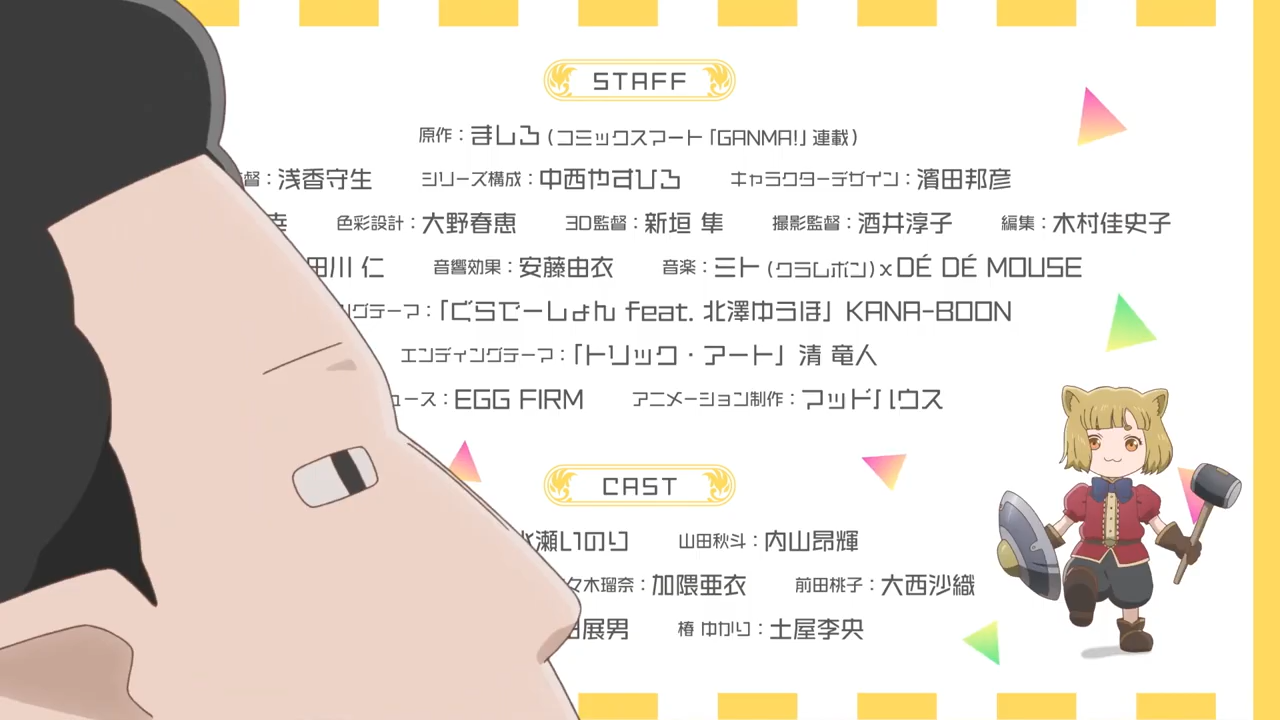 STAFF
原作：ましろ（コミックスマート「GANMA!」連載）
督：浅香守生 シリーズ構成：中西やすひろ キャラクターデザイン：濱田邦彦
幸 色彩設計：大野春恵 3D監督：新垣 隼 撮影監督：酒井淳子 編集：木村佳史子
田川 仁 音響効果：安藤由衣 音楽：ミト（クラムボン）x DÉ DÉ MOUSE
ングテーマ：「ぐらでーしょん feat. 北澤ゆうほ」 KANA-BOON
エンディングテーマ：「トリック・アート」 清 竜人
ュース：EGG FIRM アニメーション制作：マッドハウス
CAST
瀬いのり 山田秋斗：内山昂輝
々木瑠奈：加隈亜衣 前田桃子：大西沙織
田展男 椿 ゆかり：土屋李央